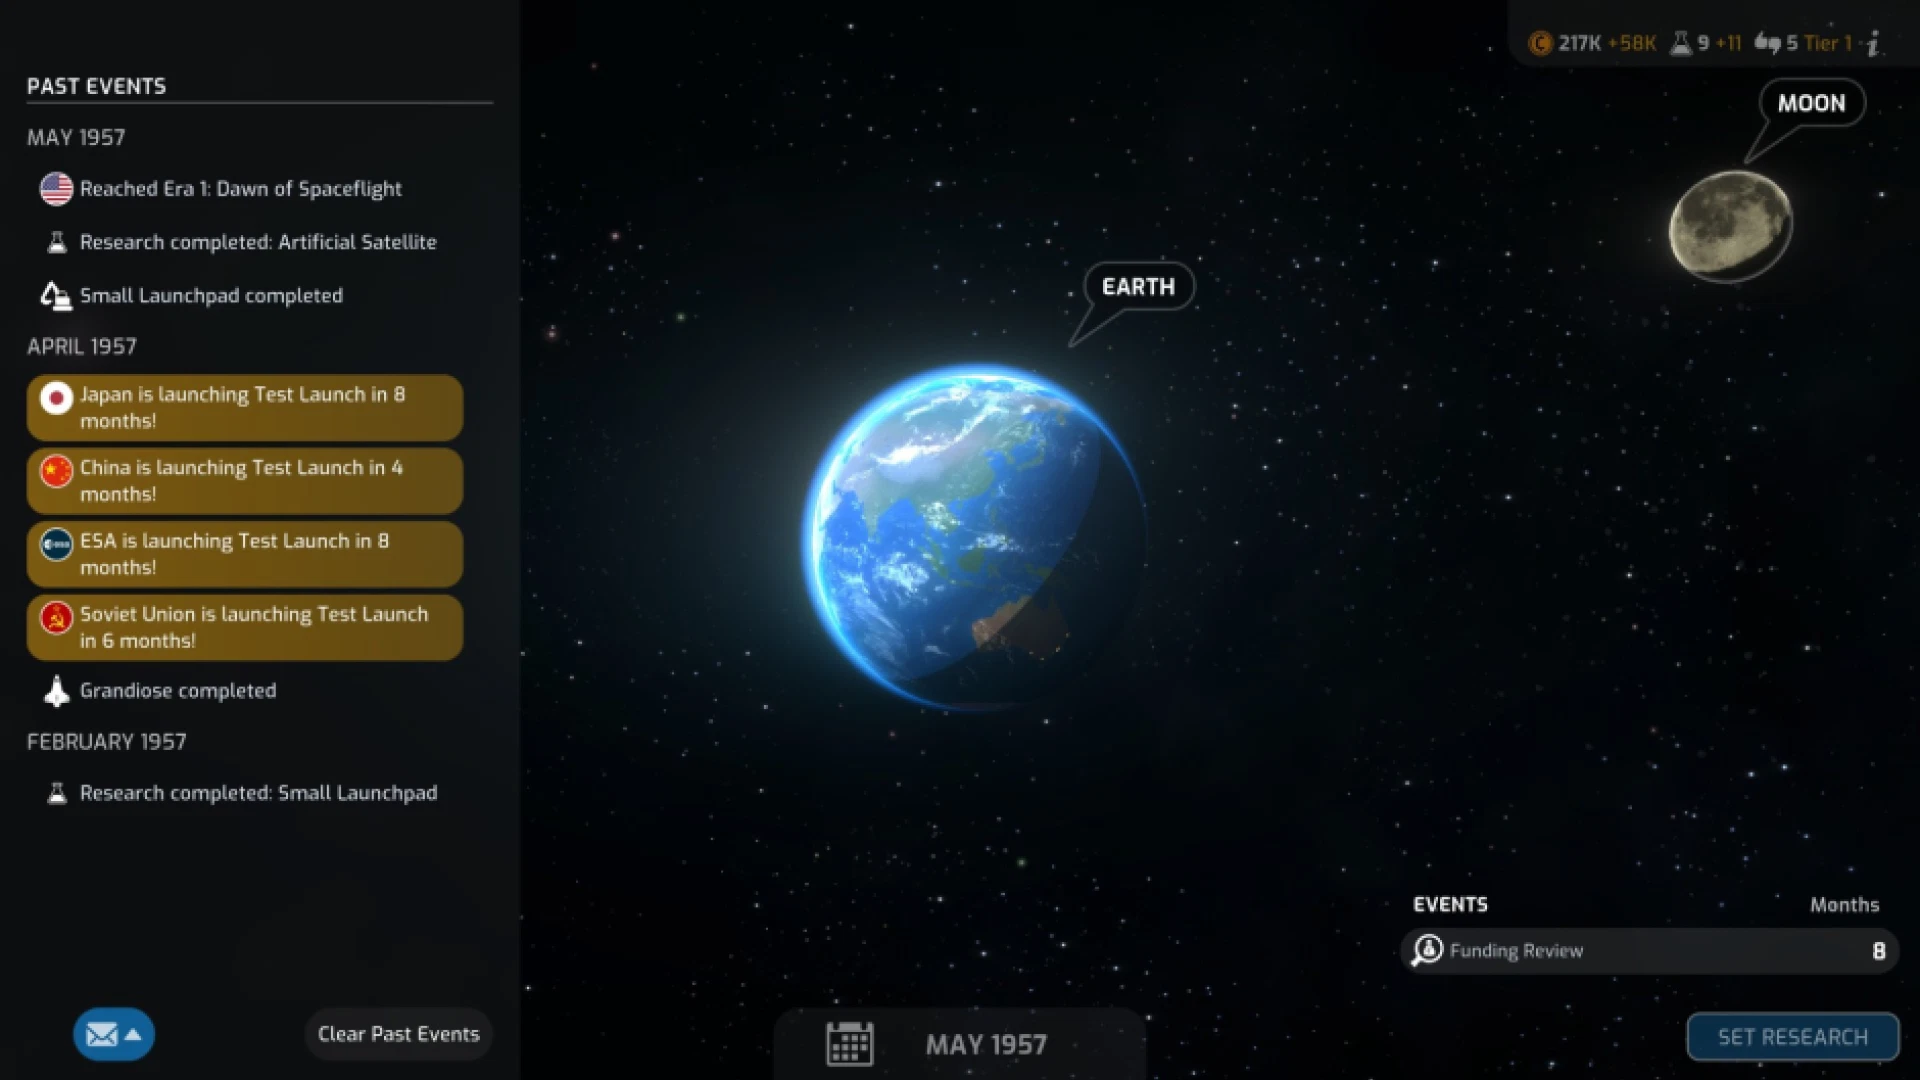 PAST EVENTS
MAY 1957
Reached Era 1: Dawn of Spaceflight
Research completed: Artificial Satellite
Small Launchpad completed
APRIL 1957
Japan is launching Test Launch in 8
months!
China is launching Test Launch in 4
months!
ESA is launching Test Launch in 8
months!
Soviet Union is launching Test Launch
in 6 months!
Grandiose completed
FEBRUARY 1957
Research completed: Small Launchpad
Clear Past Events
217K +58K 9 +11 5 Tier 1
MOON
EARTH
EVENTS Months
Funding Review 8
MAY 1957
SET RESEARCH